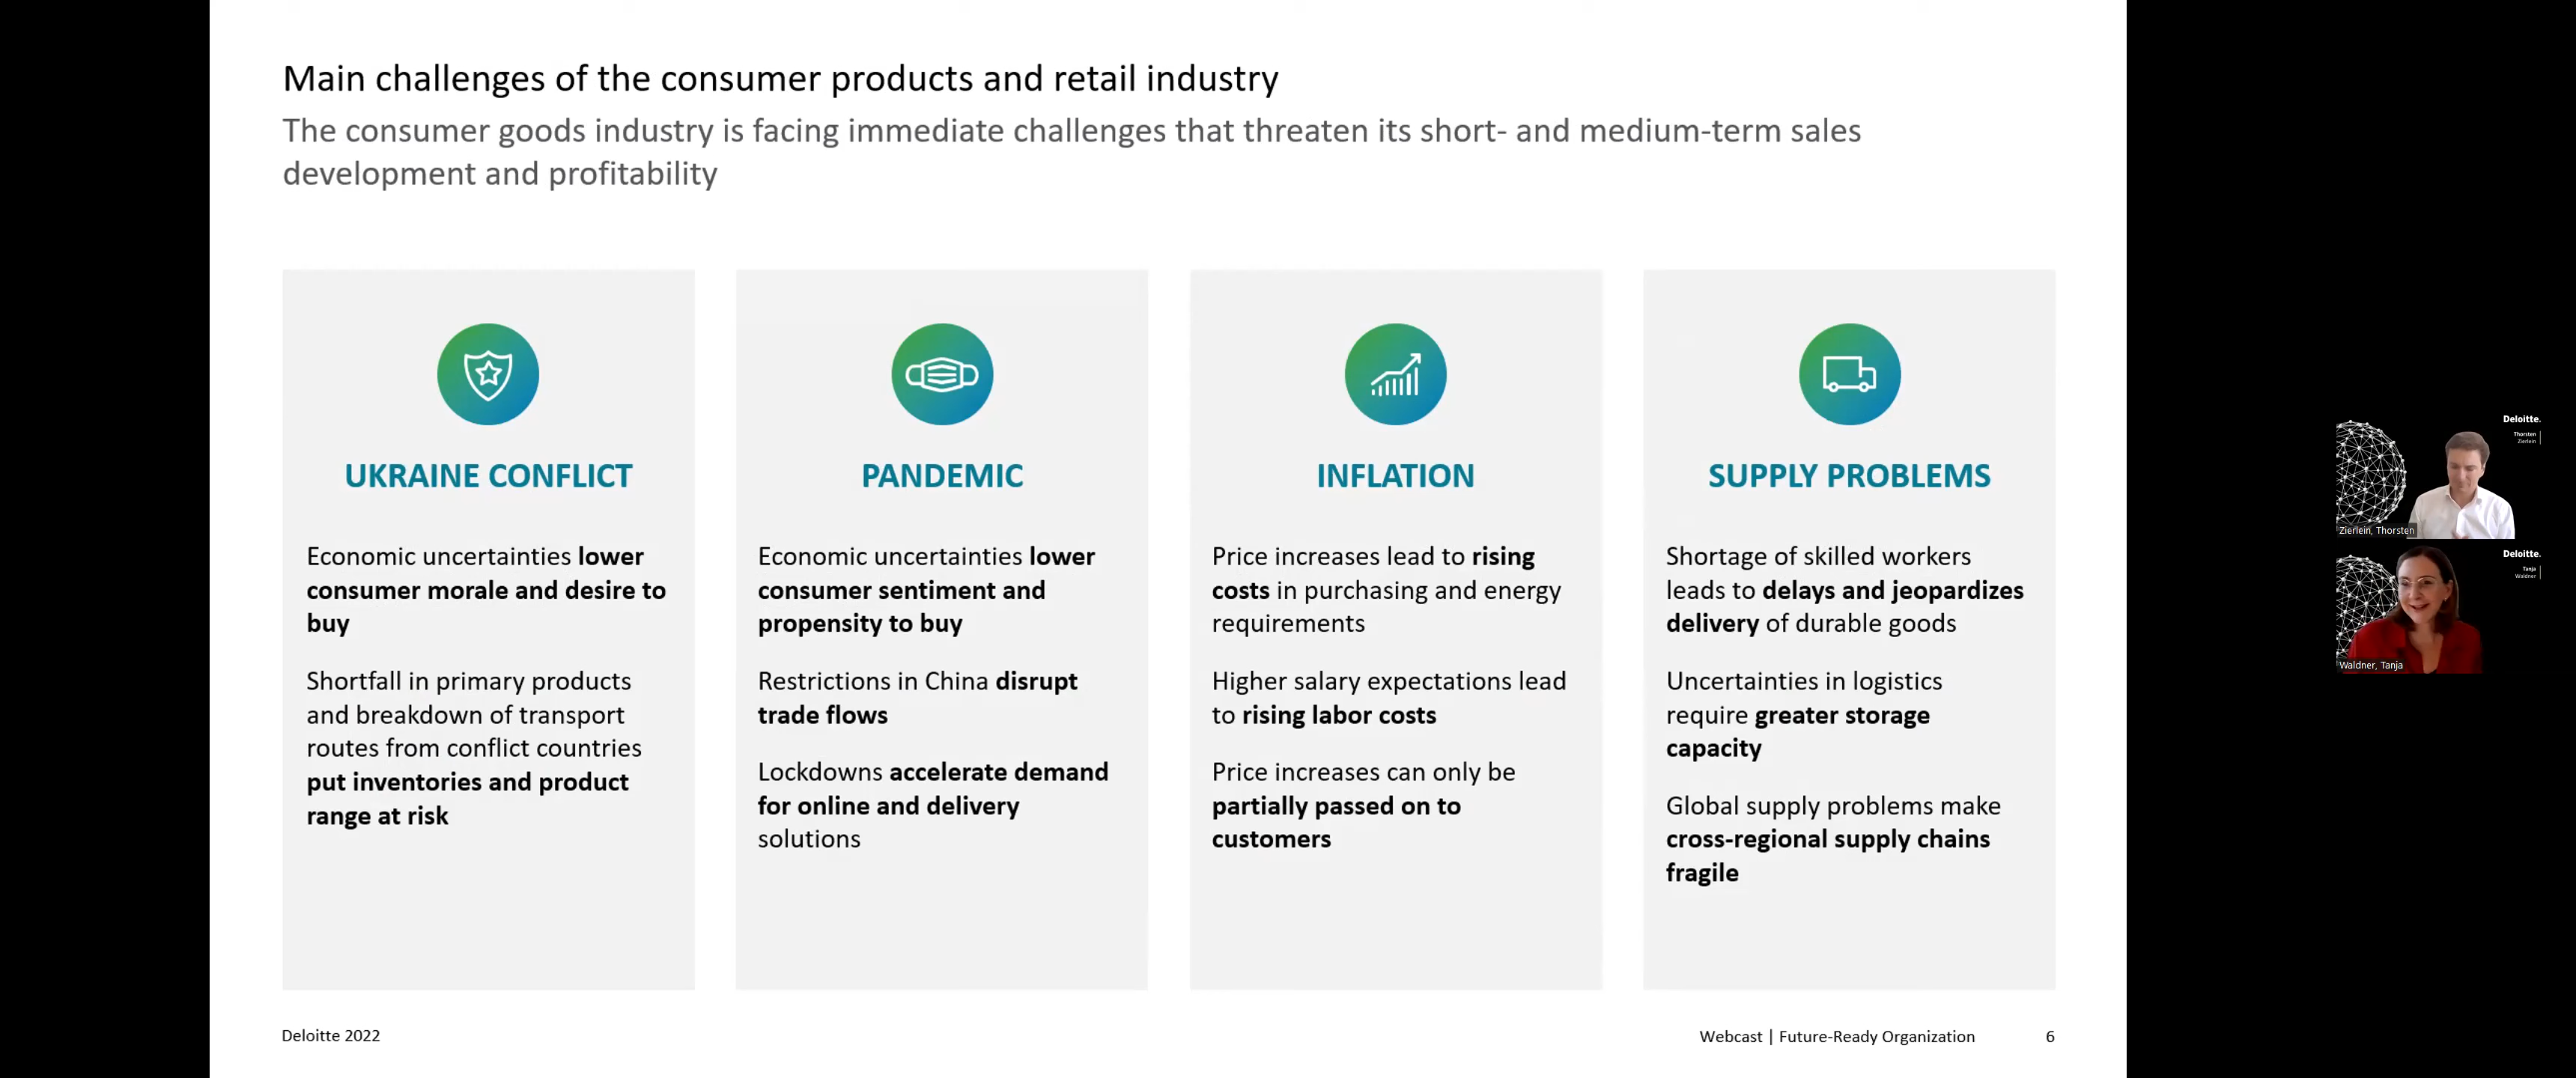 Main challenges of the consumer products and retail industry
The consumer goods industry is facing immediate challenges that threaten its short- and medium-term sales
development and profitability
UKRAINE CONFLICT
Economic uncertainties lower
consumer morale and desire to
buy
Shortfall in primary products
and breakdown of transport
routes from conflict countries
put inventories and product
range at risk
PANDEMIC
Economic uncertainties lower
consumer sentiment and
propensity to buy
Restrictions in China disrupt
trade flows
Lockdowns accelerate demand
for online and delivery
solutions
INFLATION
Price increases lead to rising
costs in purchasing and energy
requirements
Higher salary expectations lead
to rising labor costs
Price increases can only be
partially passed on to
customers
SUPPLY PROBLEMS
Shortage of skilled workers
leads to delays and jeopardizes
delivery of durable goods
Uncertainties in logistics
require greater storage
capacity
Global supply problems make
cross-regional supply chains
fragile
Deloitte 2022
Webcast | Future-Ready Organization 6
Deloitte.
Thorsten
Zierlein
Zierlein, Thorsten
Deloitte.
Tanja
Waldner
Waldner, Tanja